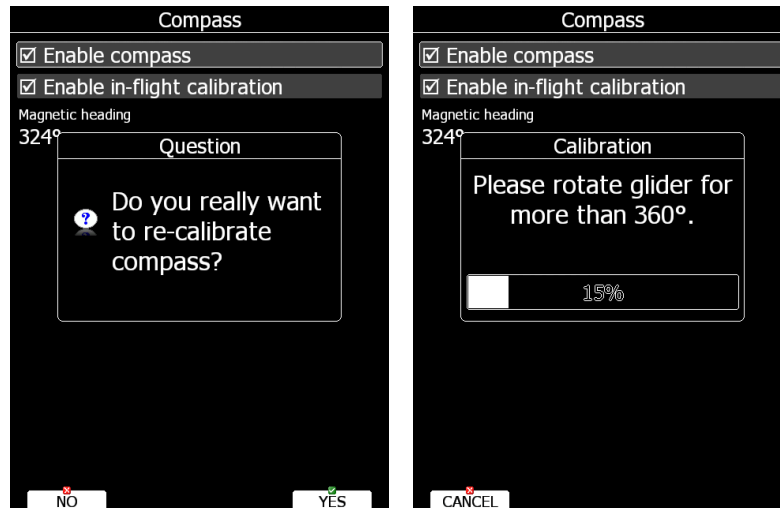 Compass
Enable compass
Enable in-flight calibration
Magnetic heading
324°
Question
Do you really want
to re-calibrate
compass?
NO
YES
Compass
Enable compass
Enable in-flight calibration
Magnetic heading
324°
Calibration
Please rotate glider for
more than 360°.
15%
CANCEL